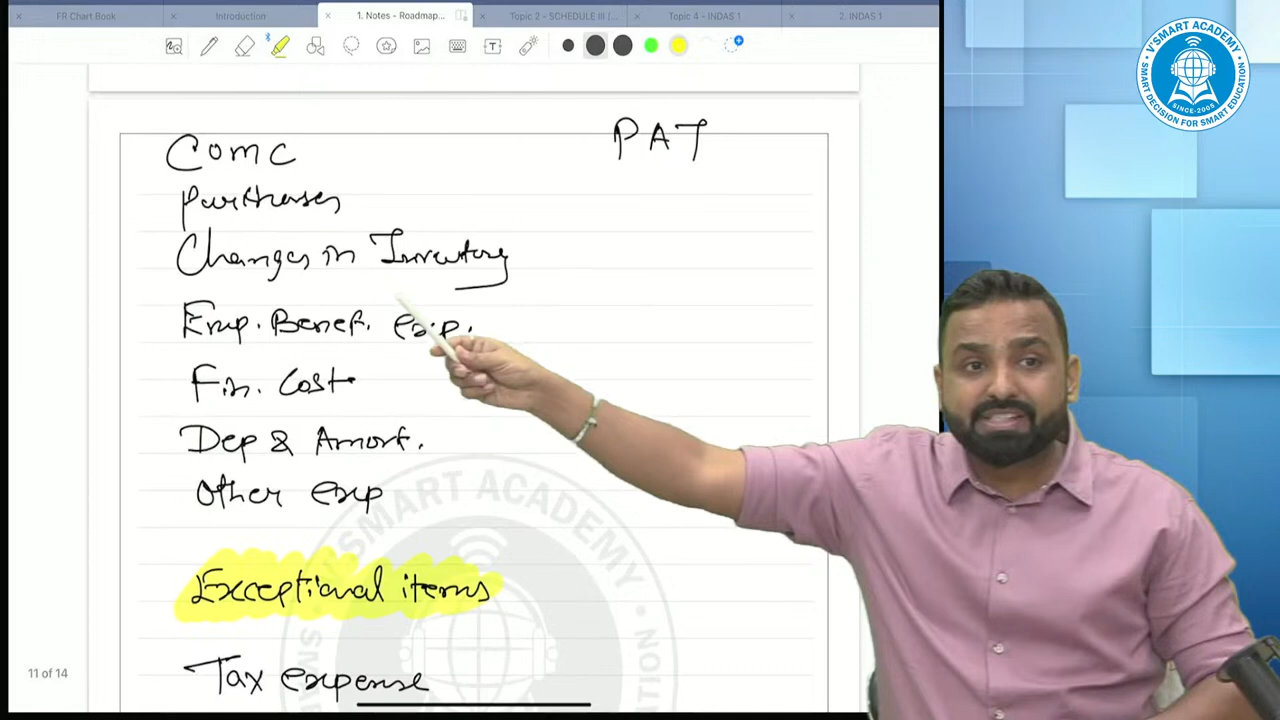 FR Chart Book
Introduction
1. Notes - Roadmap...
Topic 2 - SCHEDULE III [...
Topic 4 - INDAS 1
2. INDAS 1
COMC
PAT
Purchases
Changes in Inventory
Emp. Benef. exp.
Fin. Cost
Dep & Amort.
Other exp
Exceptional items
Tax expense
11 of 14
V'SMART ACADEMY
SMART DECISION FOR SMART EDUCATION
SINCE-2005
SMART ACADEMY